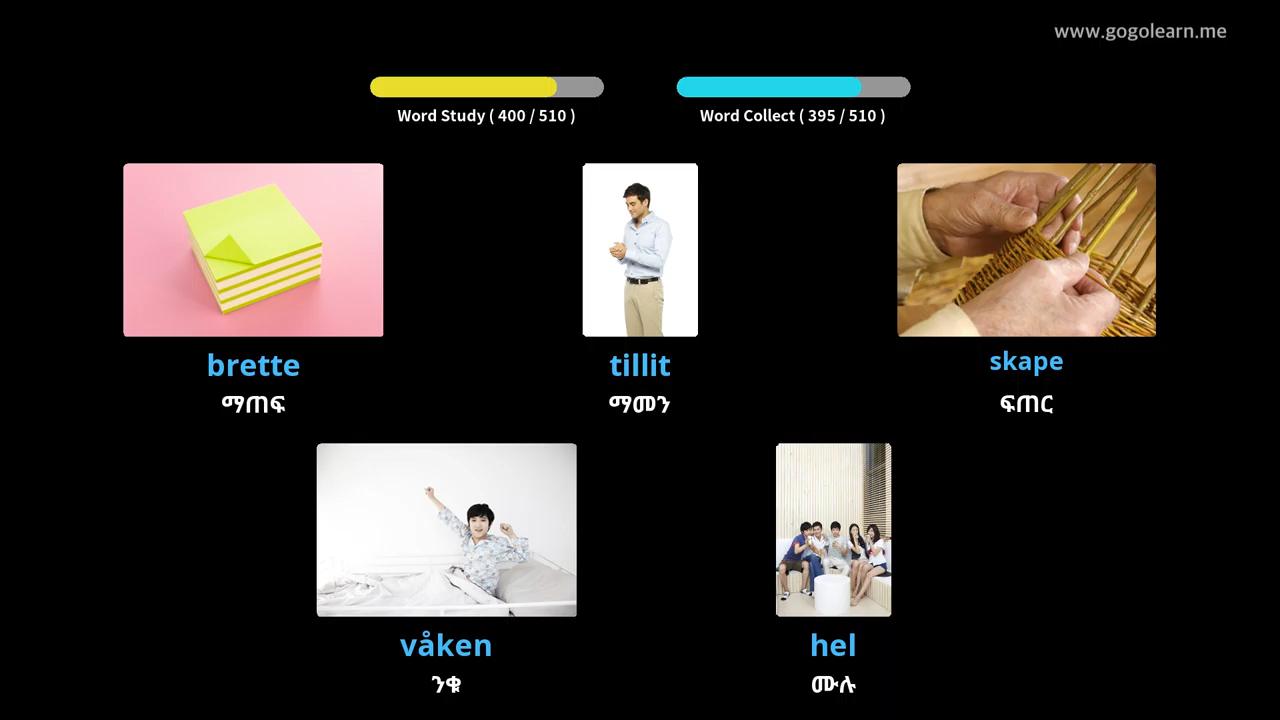 www.gogolearn.me
Word Study ( 400 / 510 )
Word Collect ( 395 / 510 )
brette
ማጠፍ
tillit
ማመን
skape
ፍጠር
våken
ንቁ
hel
ሙሉ